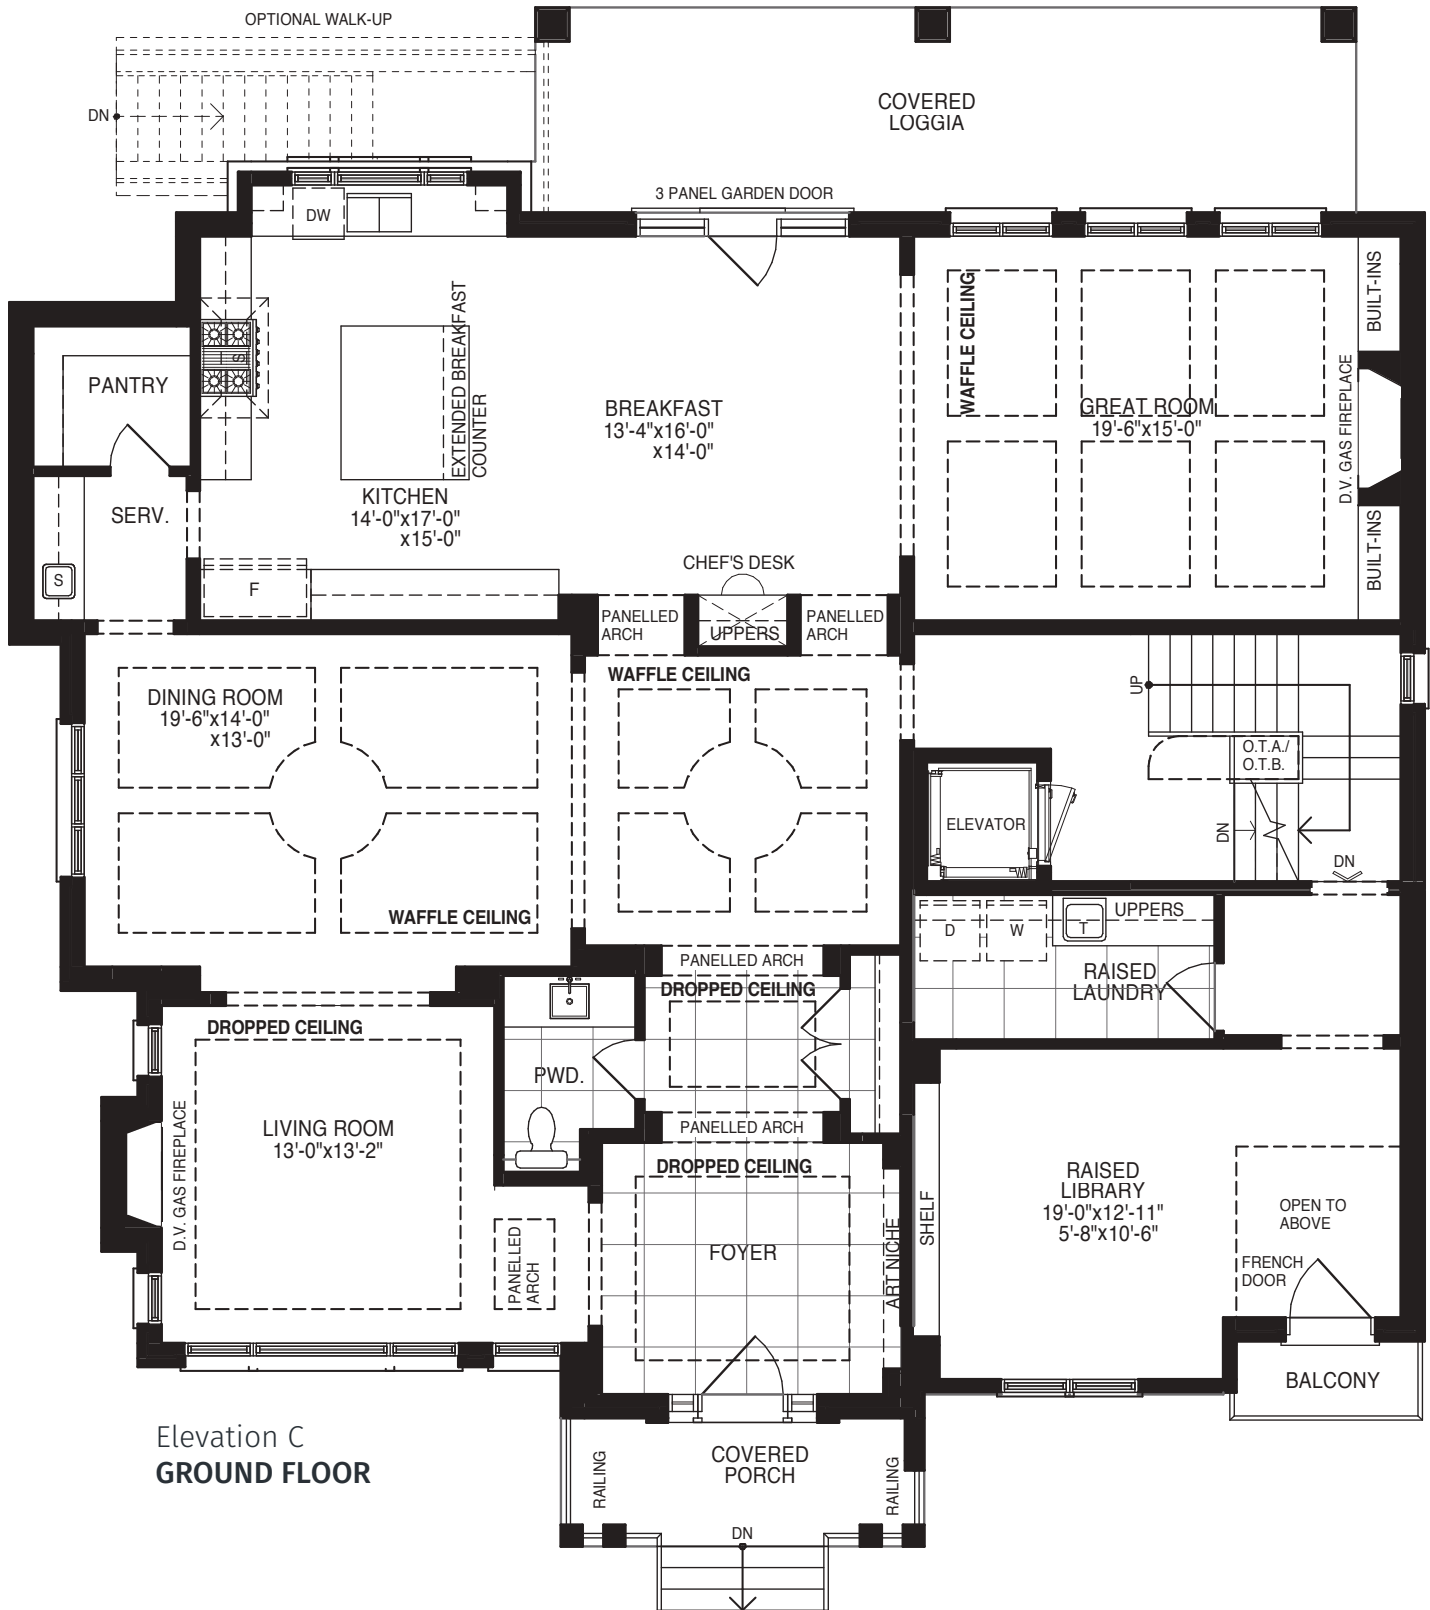 OPTIONAL WALK-UP
DN
COVERED
LOGGIA
3 PANEL GARDEN DOOR
DW
S
PANTRY
EXTENDED BREAKFAST
COUNTER
BREAKFAST
13'-4"x16'-0"
x14'-0"
WAFFLE CEILING
GREAT ROOM
19'-6"x15'-0"
BUILT-INS
D.V. GAS FIREPLACE
BUILT-INS
KITCHEN
14'-0"x17'-0"
x15'-0"
SERV.
S
F
CHEF'S DESK
PANELLED
ARCH
UPPERS
PANELLED
ARCH
DINING ROOM
19'-6"x14'-0"
x13'-0"
WAFFLE CEILING
WAFFLE CEILING
UP
O.T.A./
O.T.B.
DN
DN
ELEVATOR
D
W
T
UPPERS
RAISED
LAUNDRY
PANELLED ARCH
DROPPED CEILING
DROPPED CEILING
PWD.
LIVING ROOM
13'-0"x13'-2"
D.V. GAS FIREPLACE
PANELLED ARCH
DROPPED CEILING
PANELLED
ARCH
FOYER
ART NICHE
SHELF
RAISED
LIBRARY
19'-0"x12'-11"
5'-8"x10'-6"
OPEN TO
ABOVE
FRENCH
DOOR
BALCONY
COVERED
PORCH
RAILING
RAILING
DN
Elevation C
GROUND FLOOR